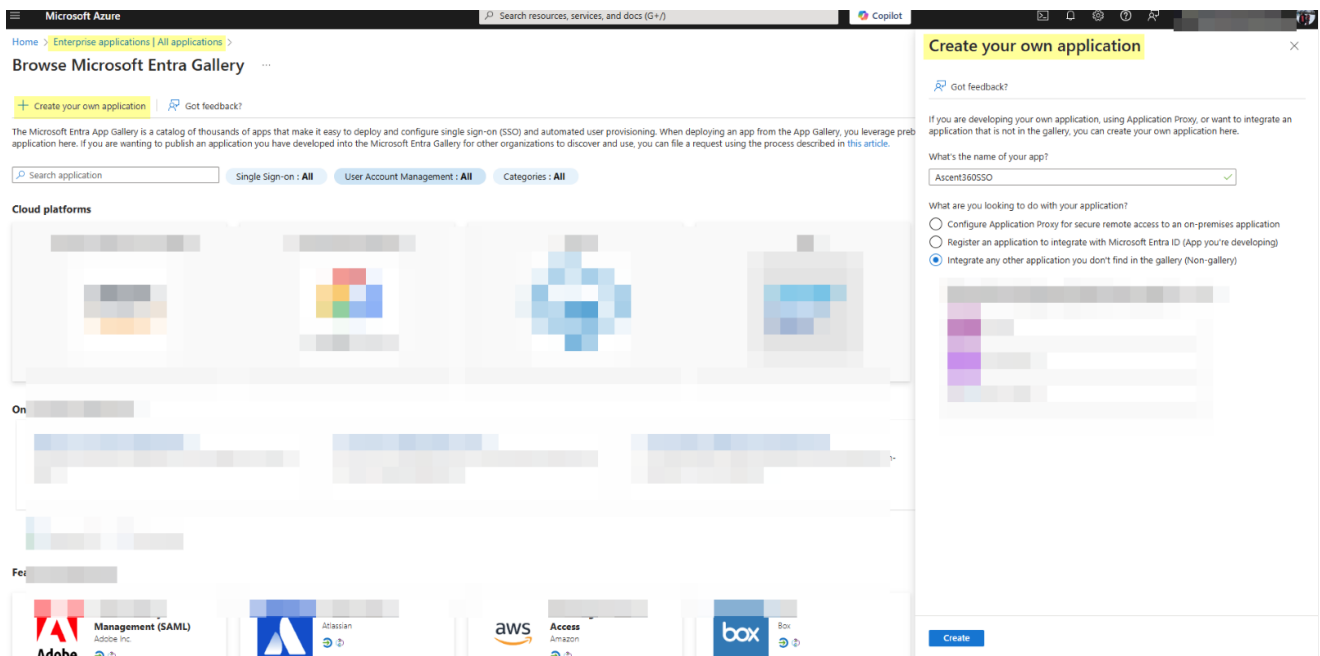 Microsoft Azure
Search resources, services, and docs (G+/)
Copilot
Home > Enterprise applications | All applications >
Browse Microsoft Entra Gallery ...
+ Create your own application
Got feedback?
The Microsoft Entra App Gallery is a catalog of thousands of apps that make it easy to deploy and configure single sign-on (SSO) and automated user provisioning. When deploying an app from the App Gallery, you leverage preb
application here. If you are wanting to publish an application you have developed into the Microsoft Entra Gallery for other organizations to discover and use, you can file a request using the process described in this article.
Search application
Single Sign-on : All
User Account Management : All
Categories : All
Cloud platforms
On
Fea
Management (SAML)
Adobe Inc.
Adobe
Atlassian
aws
Access
Amazon
box
Box
Create your own application
Got feedback?
If you are developing your own application, using Application Proxy, or want to integrate an
application that is not in the gallery, you can create your own application here.
What's the name of your app?
Ascent360SSO
What are you looking to do with your application?
Configure Application Proxy for secure remote access to an on-premises application
Register an application to integrate with Microsoft Entra ID (App you're developing)
Integrate any other application you don't find in the gallery (Non-gallery)
Create